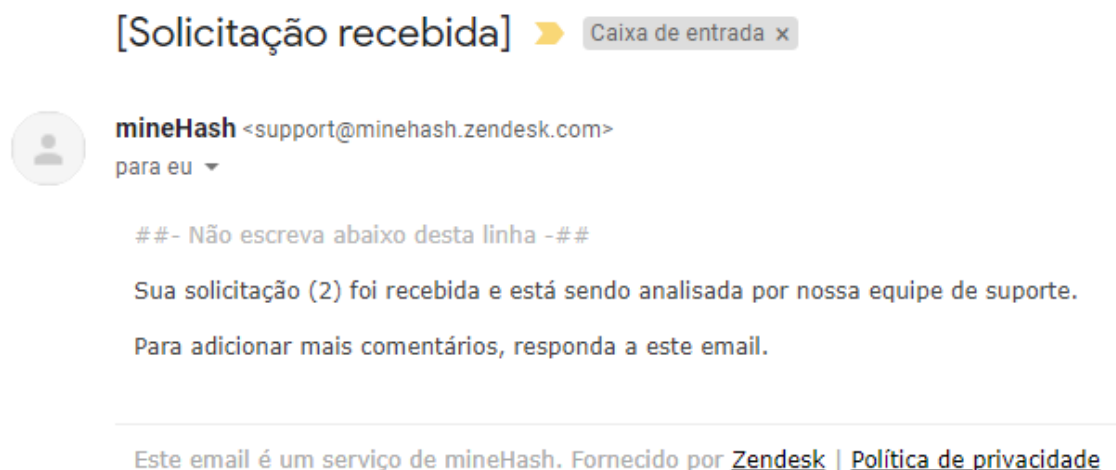 [Solicitação recebida] Caixa de entrada ×
mineHash <support@minehash.zendesk.com>
para eu
##- Não escreva abaixo desta linha -##
Sua solicitação (2) foi recebida e está sendo analisada por nossa equipe de suporte.
Para adicionar mais comentários, responda a este email.
Este email é um serviço de mineHash. Fornecido por Zendesk | Política de privacidade